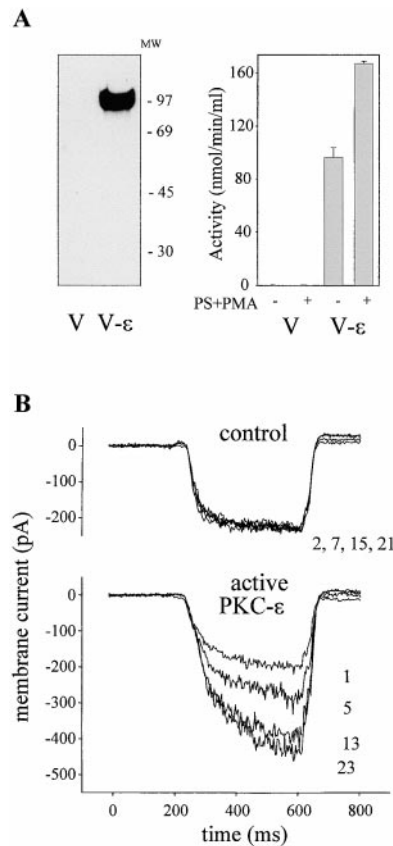 A
MW
- 97
- 69
- 45
- 30
V V-ε
Activity (nmol/min/ml)
160
120
80
40
0
PS+PMA - + - +
V V-ε
B
membrane current (pA)
control
0
-100
-200
2, 7, 15, 21
active
PKC-ε
0
-100
-200
-300
-400
-500
1
5
13
23
0 200 400 600 800
time (ms)